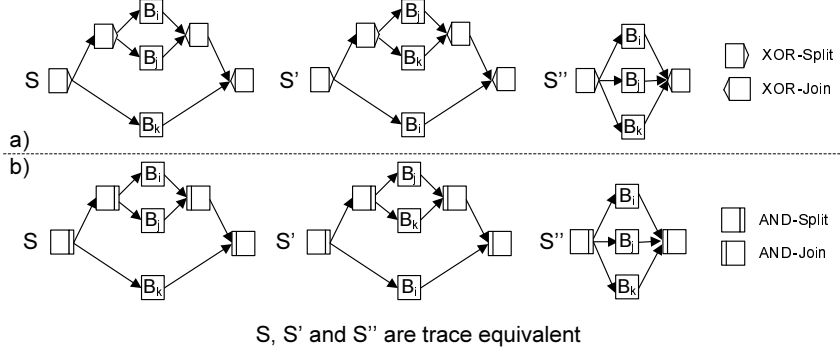 S Bi Bj Bk
S' Bj Bk Bi
S'' Bi Bj Bk
XOR-Split
XOR-Join
a)
b)
S Bi Bj Bk
S' Bj Bk Bi
S'' Bi Bj Bk
AND-Split
AND-Join
S, S' and S'' are trace equivalent